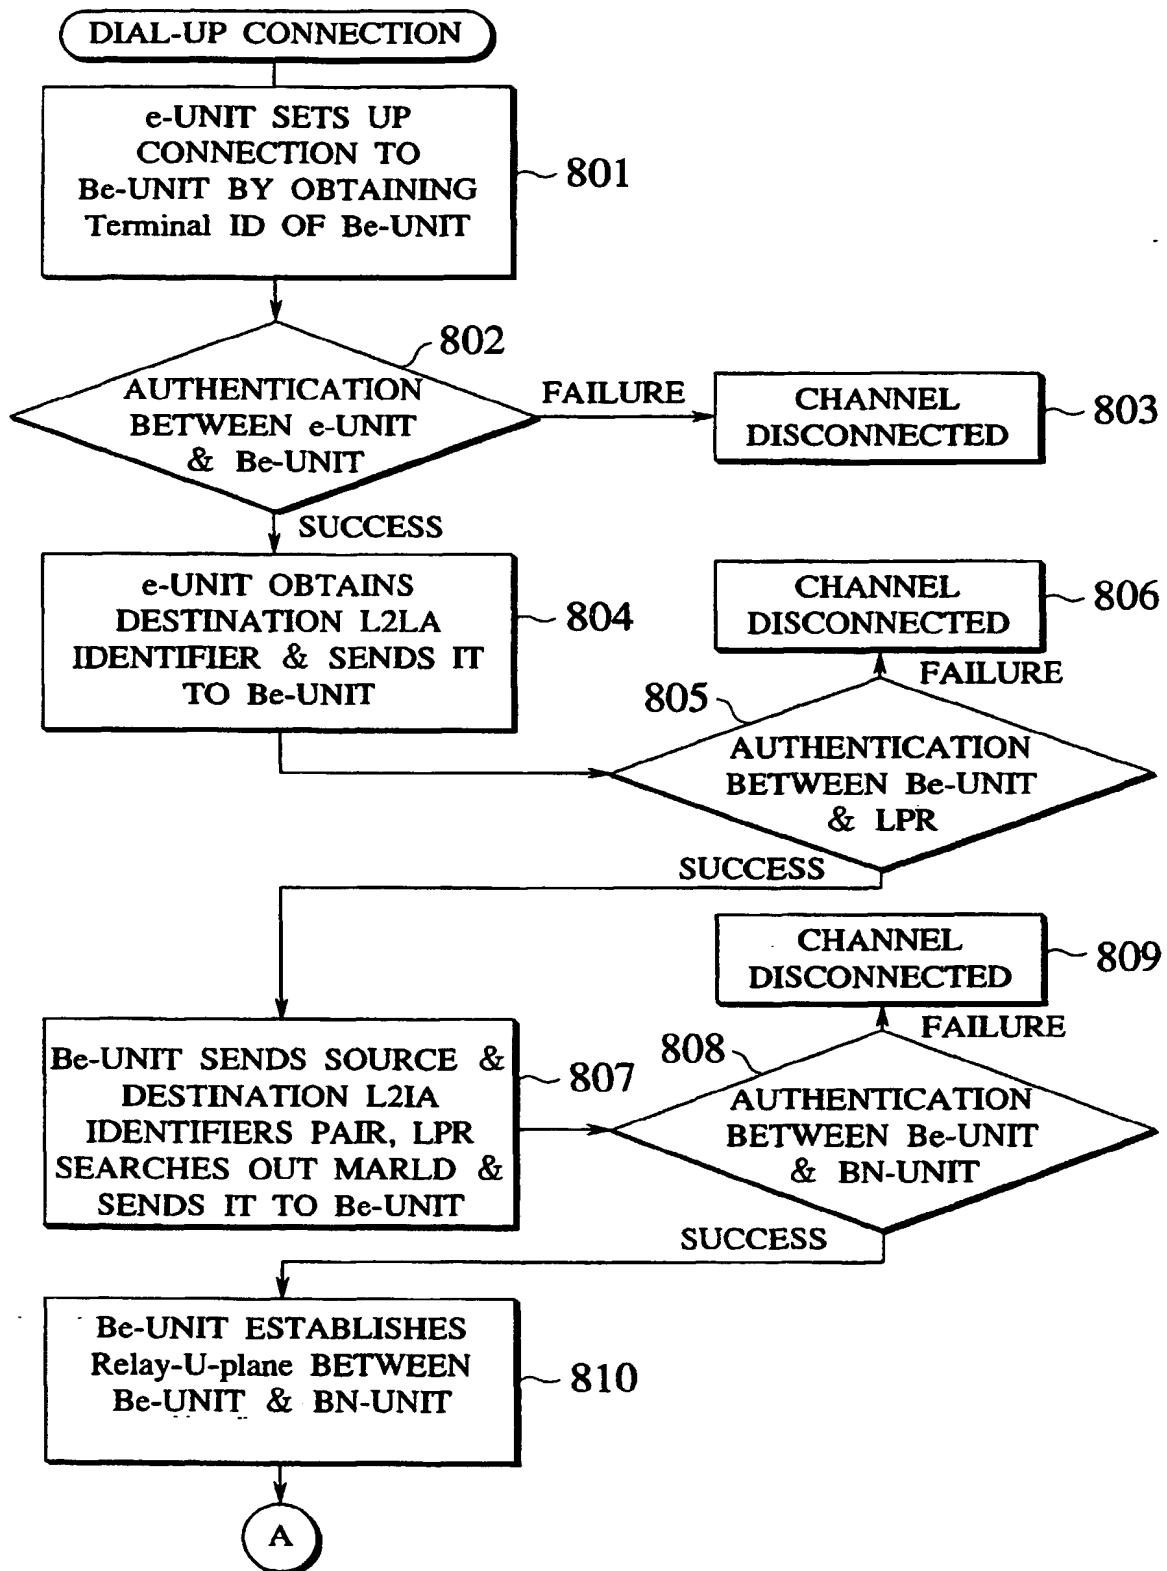 DIAL-UP CONNECTION
e-UNIT SETS UP
CONNECTION TO
Be-UNIT BY OBTAINING
Terminal ID OF Be-UNIT
801
802
AUTHENTICATION
BETWEEN e-UNIT
& Be-UNIT
FAILURE
CHANNEL
DISCONNECTED
803
SUCCESS
e-UNIT OBTAINS
DESTINATION L2LA
IDENTIFIER & SENDS IT
TO Be-UNIT
804
CHANNEL
DISCONNECTED
806
FAILURE
805
AUTHENTICATION
BETWEEN Be-UNIT
& LPR
SUCCESS
CHANNEL
DISCONNECTED
809
FAILURE
Be-UNIT SENDS SOURCE &
DESTINATION L2IA
IDENTIFIERS PAIR, LPR
SEARCHES OUT MARLD &
SENDS IT TO Be-UNIT
807
808
AUTHENTICATION
BETWEEN Be-UNIT
& BN-UNIT
SUCCESS
Be-UNIT ESTABLISHES
Relay-U-plane BETWEEN
Be-UNIT & BN-UNIT
810
A